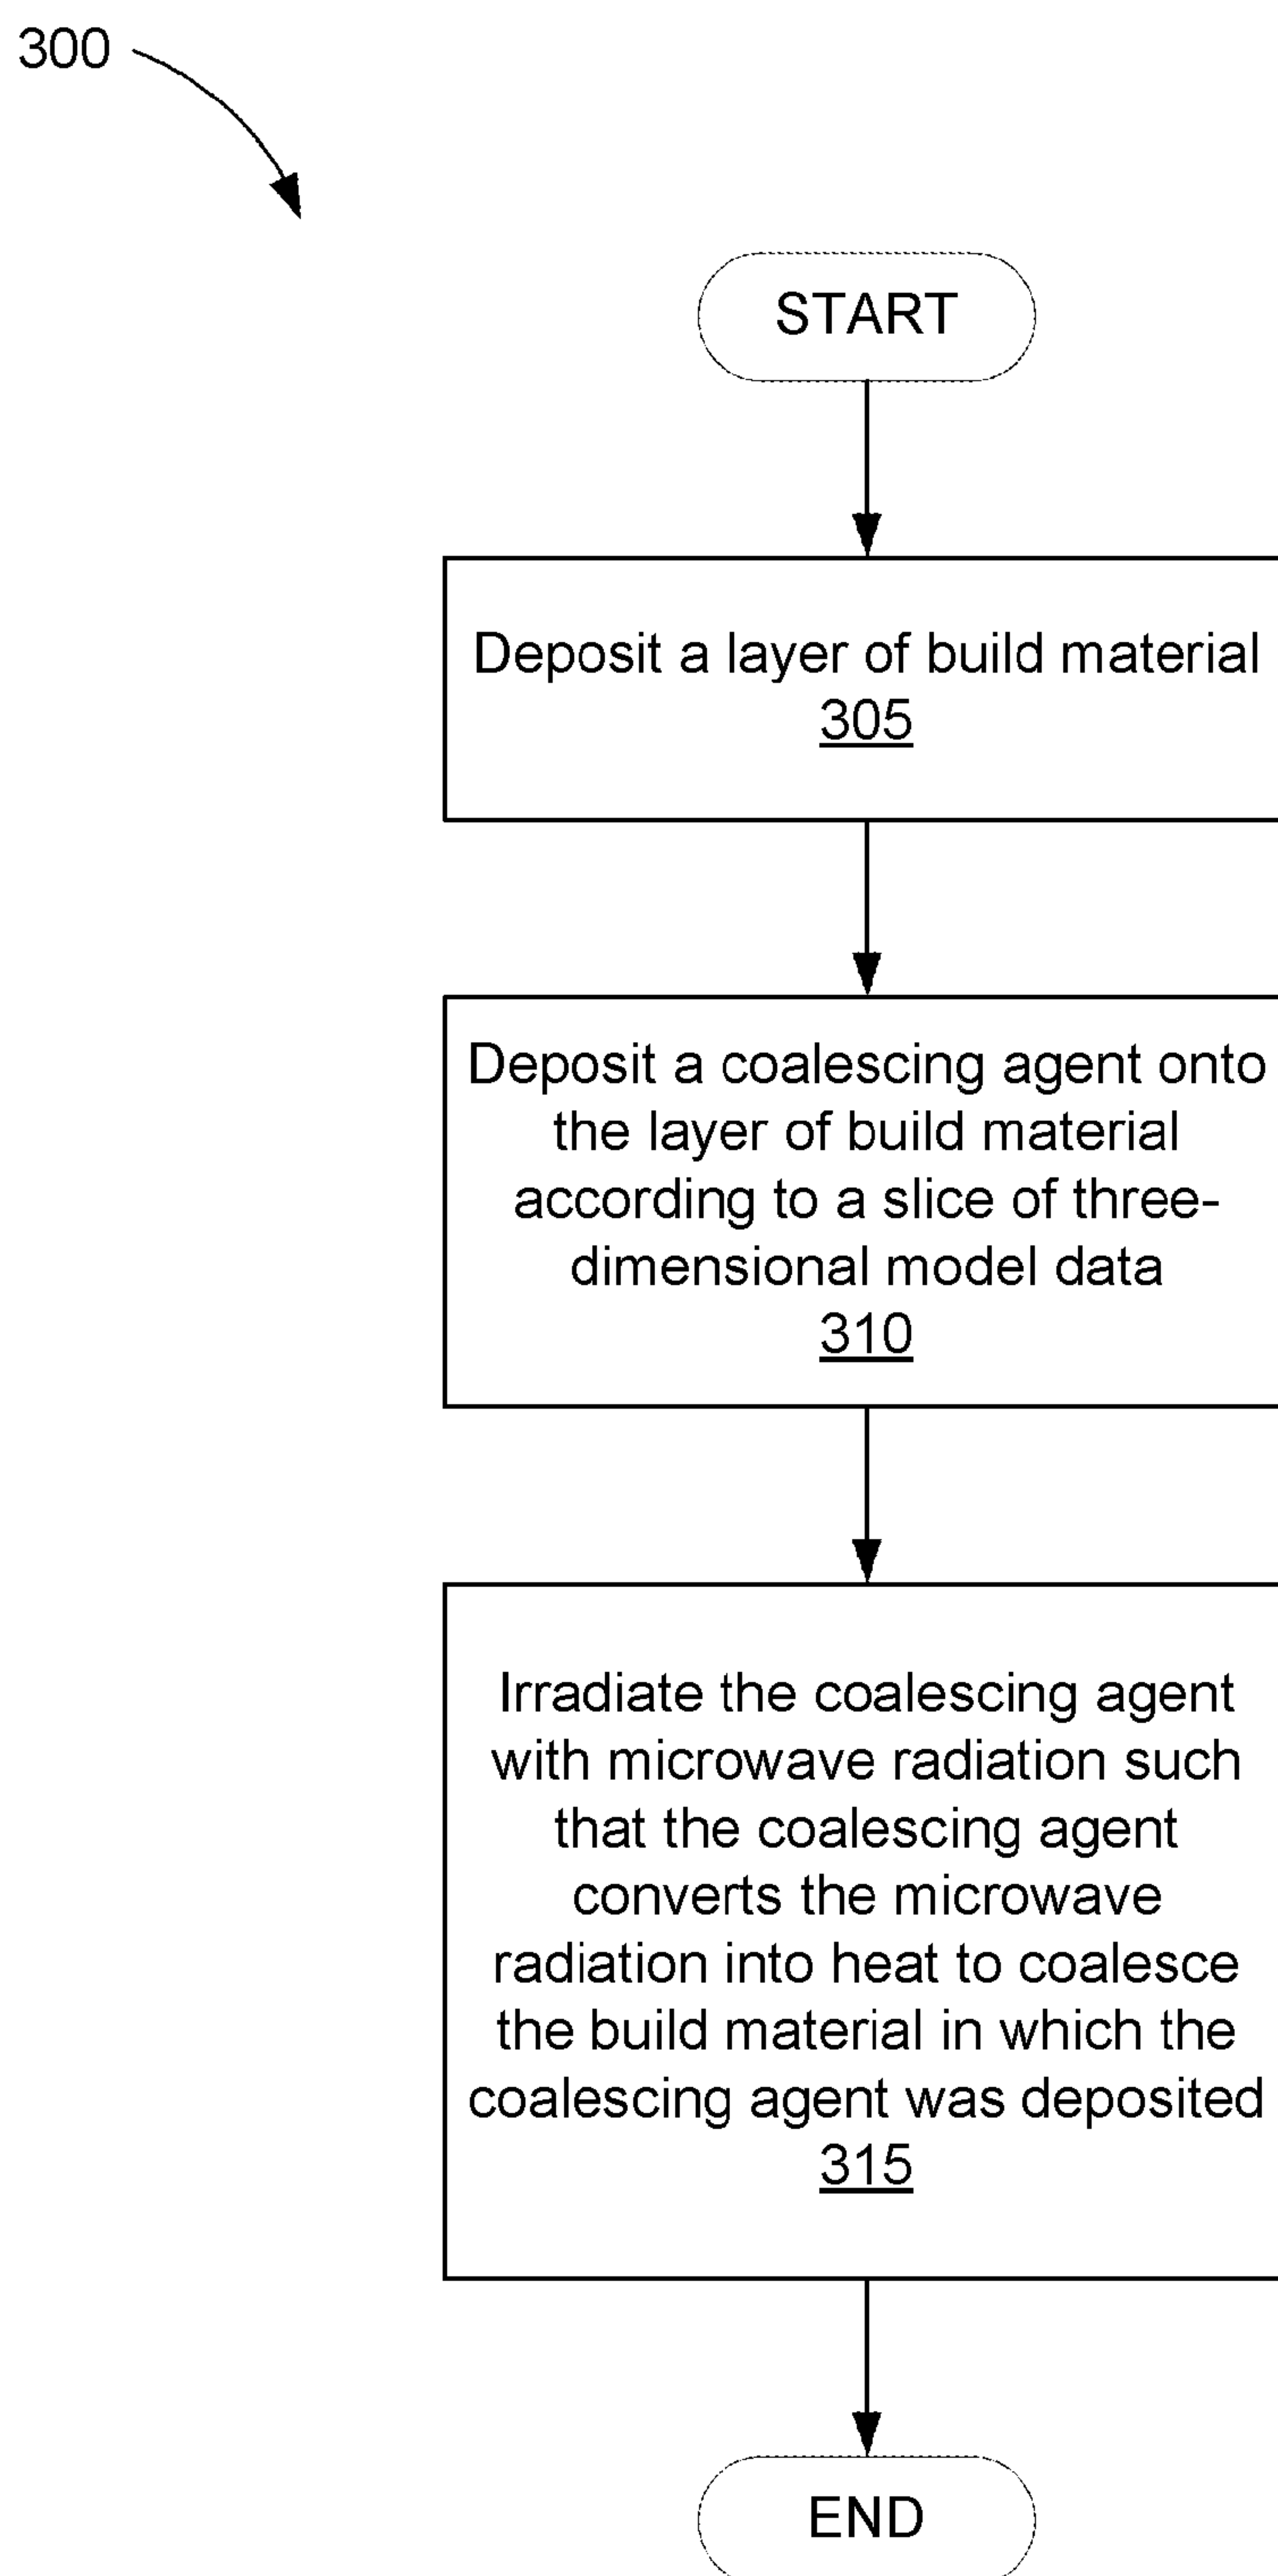 300
START
Deposit a layer of build material
305
Deposit a coalescing agent onto
the layer of build material
according to a slice of three-
dimensional model data
310
Irradiate the coalescing agent
with microwave radiation such
that the coalescing agent
converts the microwave
radiation into heat to coalesce
the build material in which the
coalescing agent was deposited
315
END